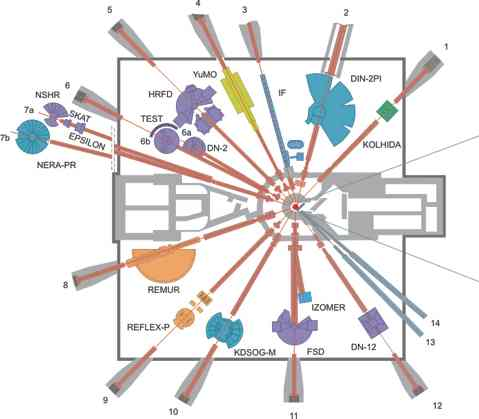 5
4
3
2
1
YuMO
DIN-2PI
HRFD
IF
6
NSHR
7a
SKAT
TEST
6a
6b
DN-2
KOLHIDA
EPSILON
7b
NERA-PR
8
REMUR
IZOMER
REFLEX-P
14
KDSOG-M
FSD
DN-12
13
9
10
11
12